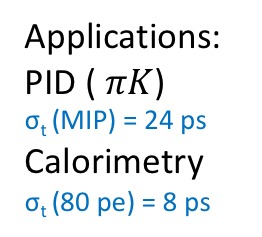 Applications:
PID ( πK)
σt (MIP) = 24 ps
Calorimetry
σt (80 pe) = 8 ps